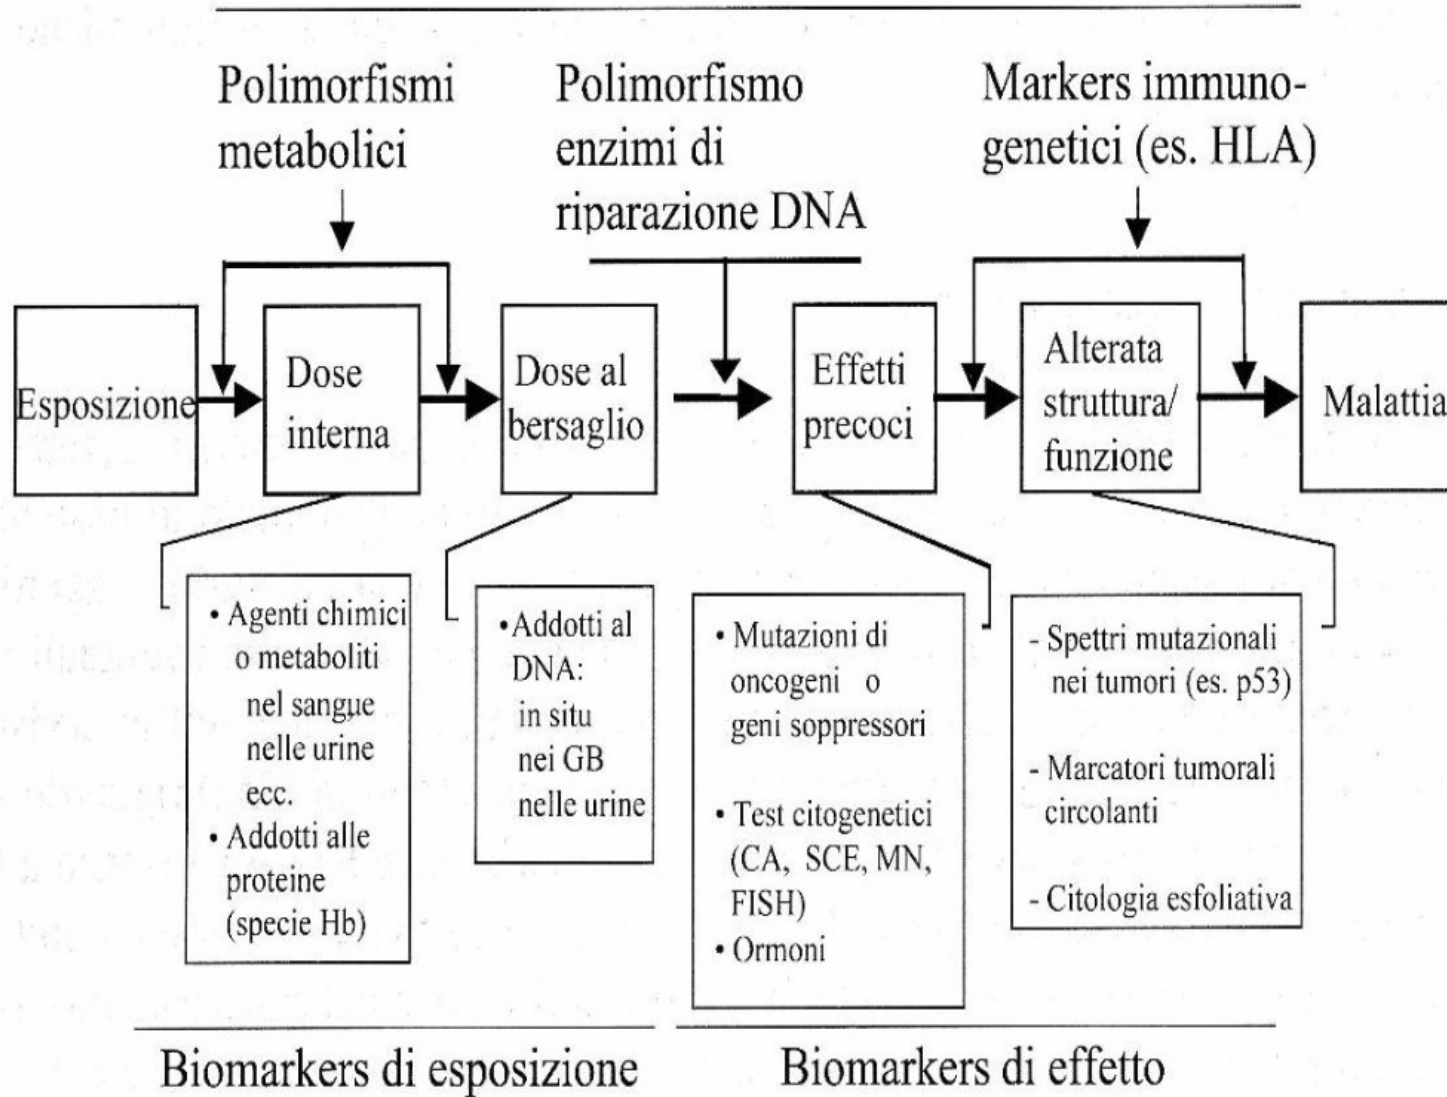 Polimorfismi
metabolici
Polimorfismo
enzimi di
riparazione DNA
Markers immuno-
genetici (es. HLA)
Esposizione
Dose
interna
Dose al
bersaglio
Effetti
precoci
Alterata
struttura/
funzione
Malattia
• Agenti chimici
o metaboliti
nel sangue
nelle urine
ecc.
• Addotti alle
proteine
(specie Hb)
• Addotti al
DNA:
in situ
nei GB
nelle urine
• Mutazioni di
oncogeni o
geni soppressori
• Test citogenetici
(CA, SCE, MN,
FISH)
• Ormoni
- Spettri mutazionali
nei tumori (es. p53)
- Marcatori tumorali
circolanti
- Citologia esfoliativa
Biomarkers di esposizione
Biomarkers di effetto